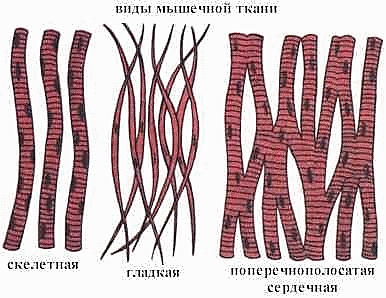 виды мышечной ткани
скелетная
гладкая
поперечнополосатая
сердечная